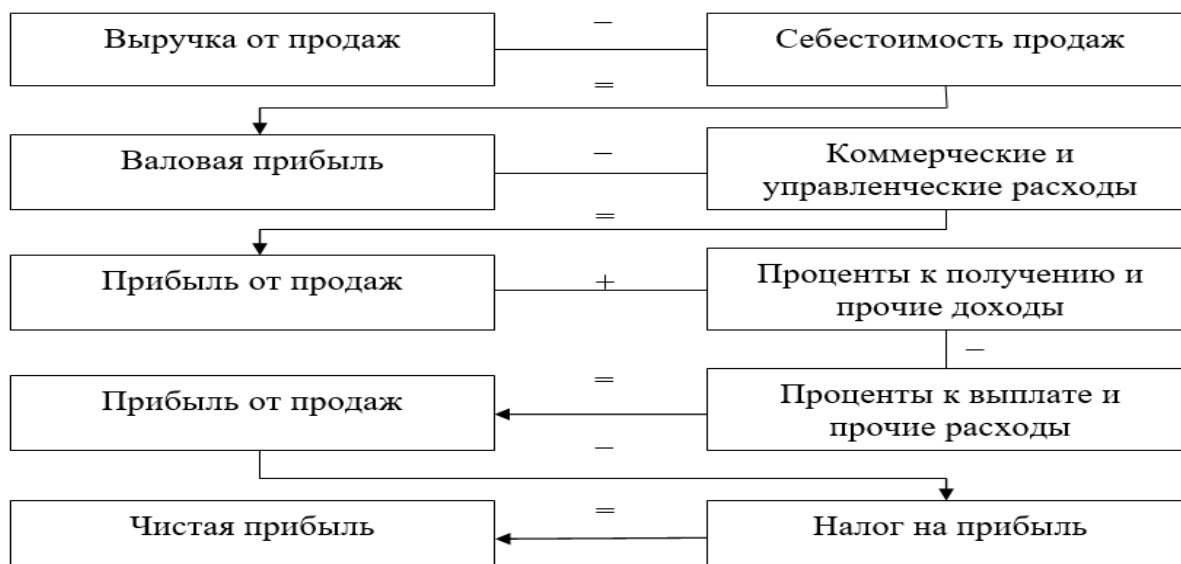 Выручка от продаж
–
Себестоимость продаж
=
Валовая прибыль
–
Коммерческие и
управленческие расходы
=
Прибыль от продаж
+
Проценты к получению и
прочие доходы
–
Прибыль от продаж
=
Проценты к выплате и
прочие расходы
–
Чистая прибыль
=
Налог на прибыль